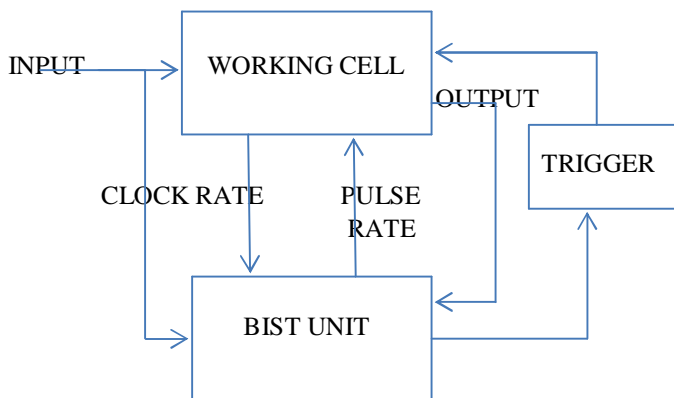 INPUT
WORKING CELL
OUTPUT
TRIGGER
CLOCK RATE
PULSE
RATE
BIST UNIT